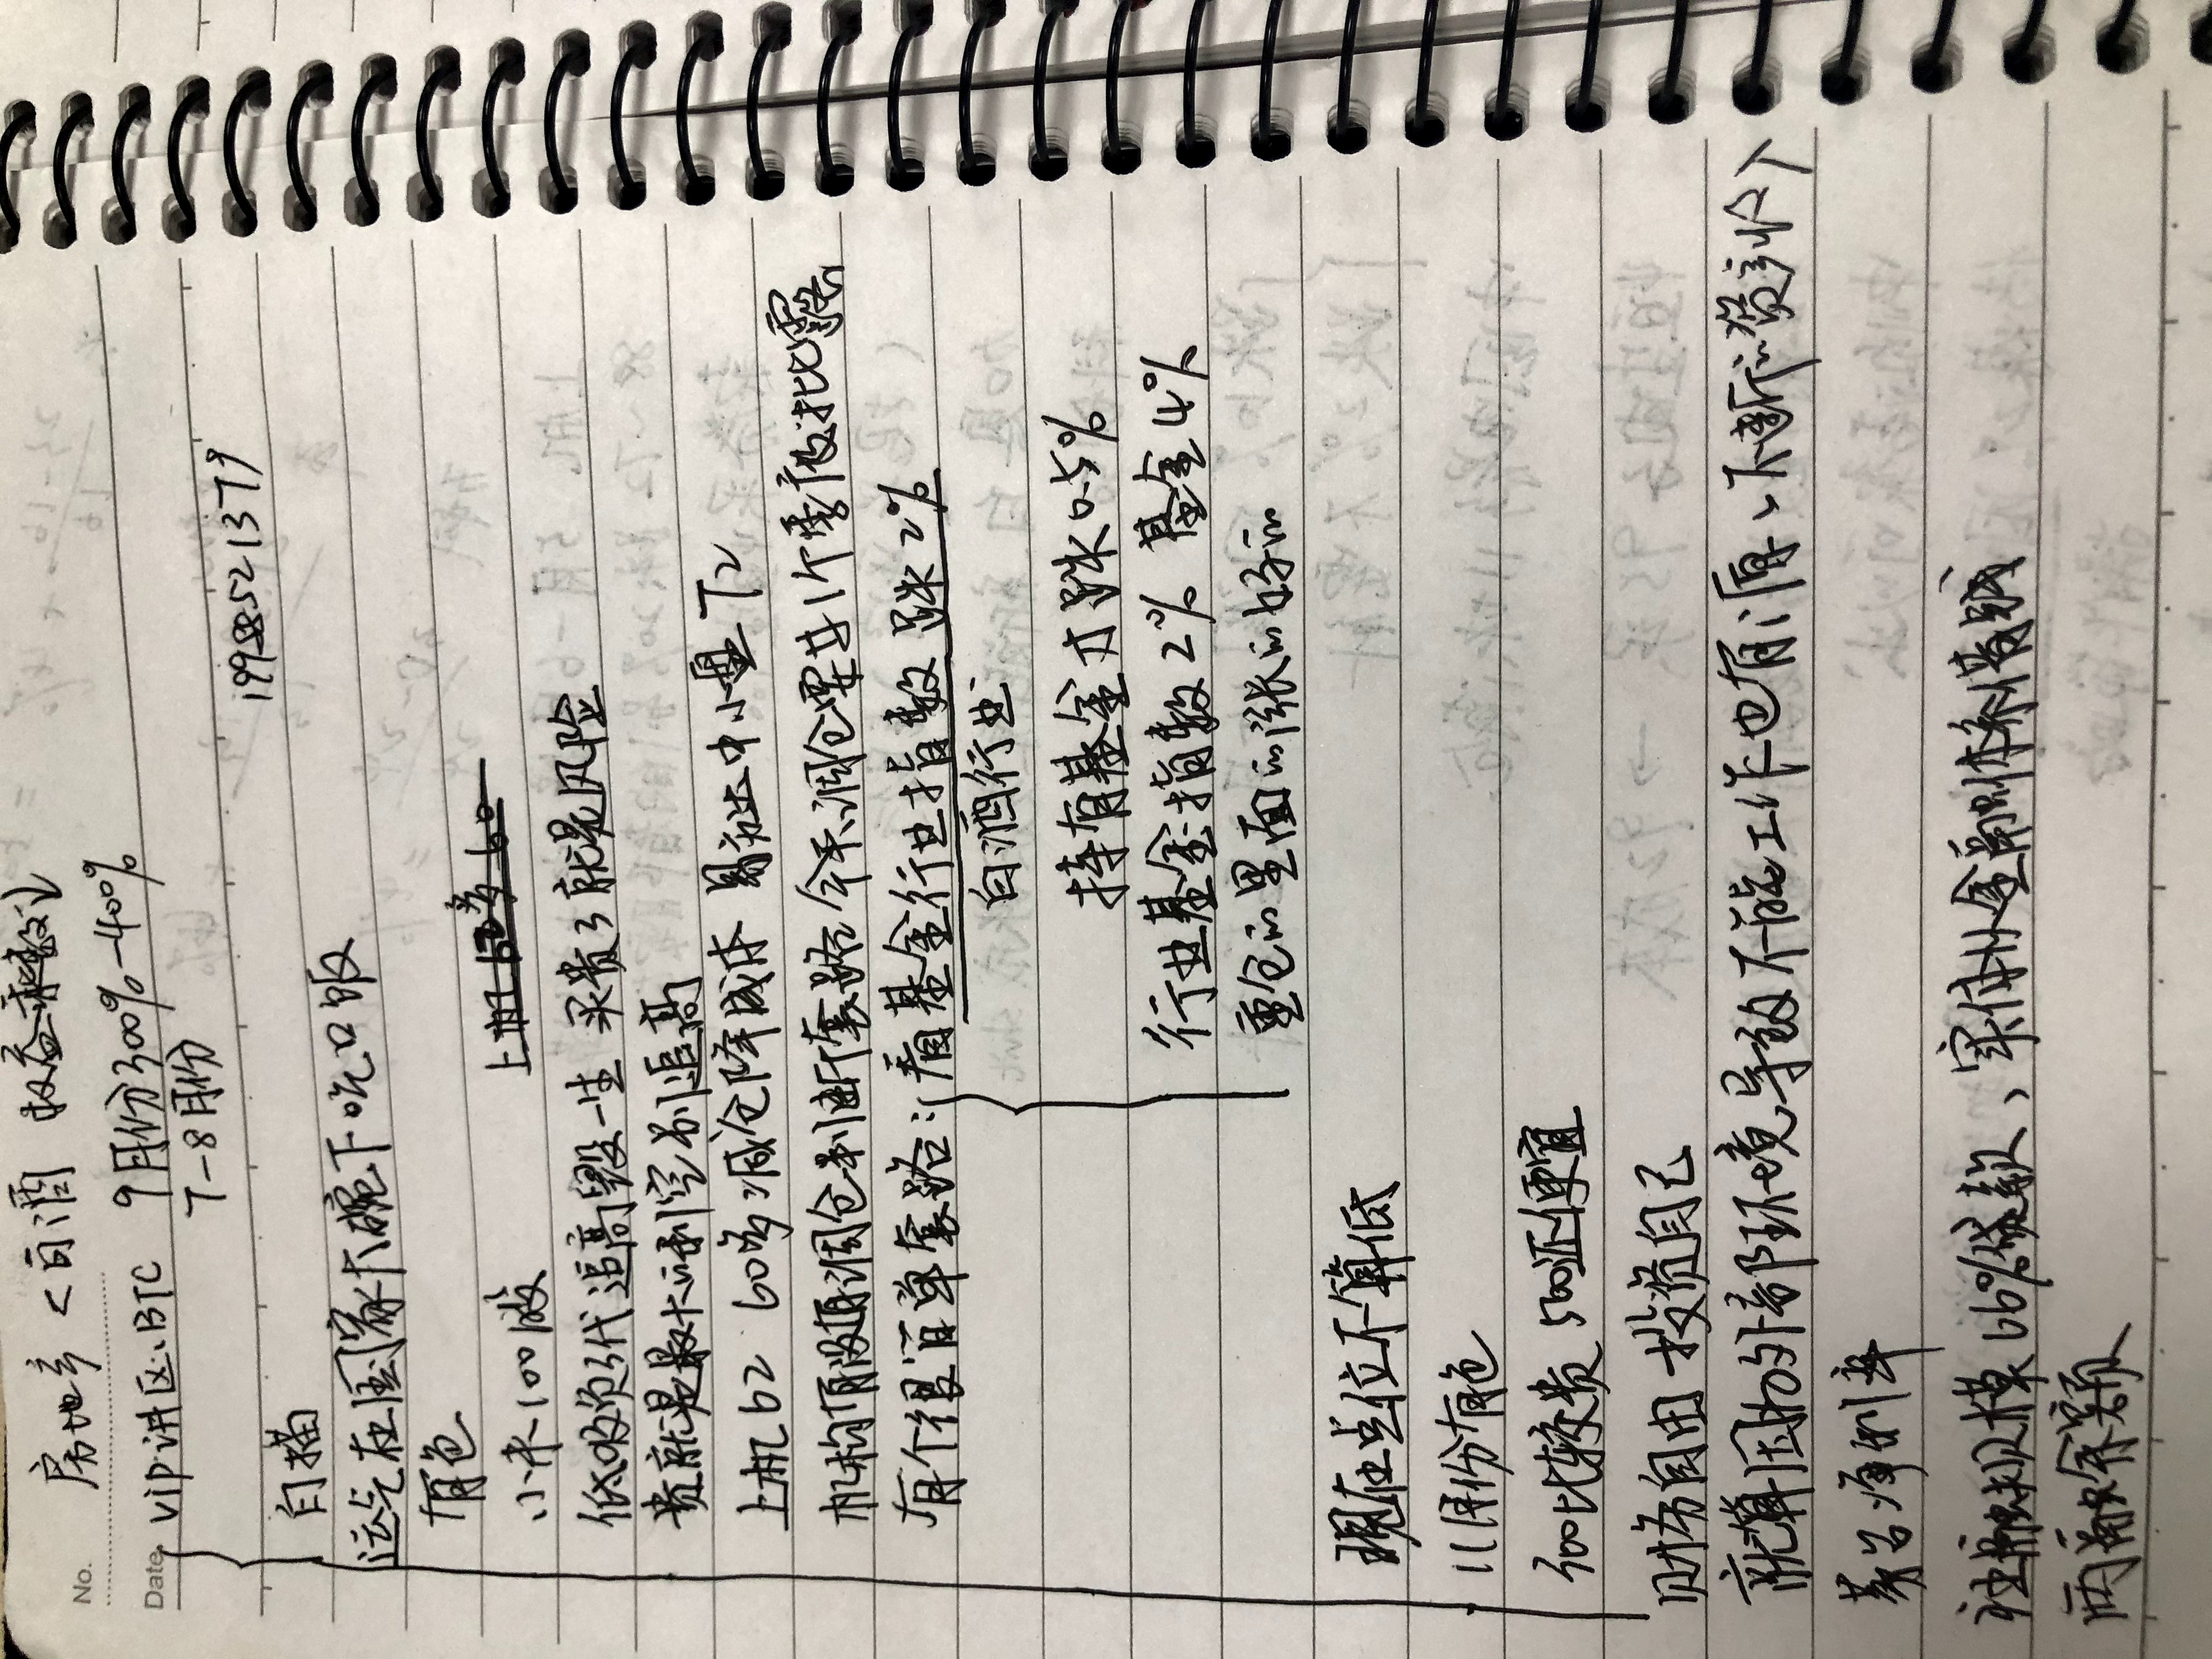 房地产<白酒 权益乘数↓
No.
Date
vip讲区、BTC 9月份300%-400%
7-8月份
19988521379
白描
运气在国家大碗下吃口饭
有色
小米100股
上机62多60
低吸负3代 追高毁一生 买贵了就是风险
贵就是最大的利空别追高
上机62 60多减仓降成本 易方达中小盘72
机构有没有调仓判断套路 今天调仓要廿1个季度批露
有个很简单套路: 看基金行业指数 跌2%
白酒行业
持有基金才跌0.5%
行业基金指数2% 基金4%
重仓的里面的涨的好的
现在点位不算低
11月份有色
300比较贵 500还便宜
财务自由 投资自己
就算因为外部环境导致不能工作也有源、不断的资产收入
茅台净利率
社融规模66%贷款、实体从金融体系借钱
两融余额